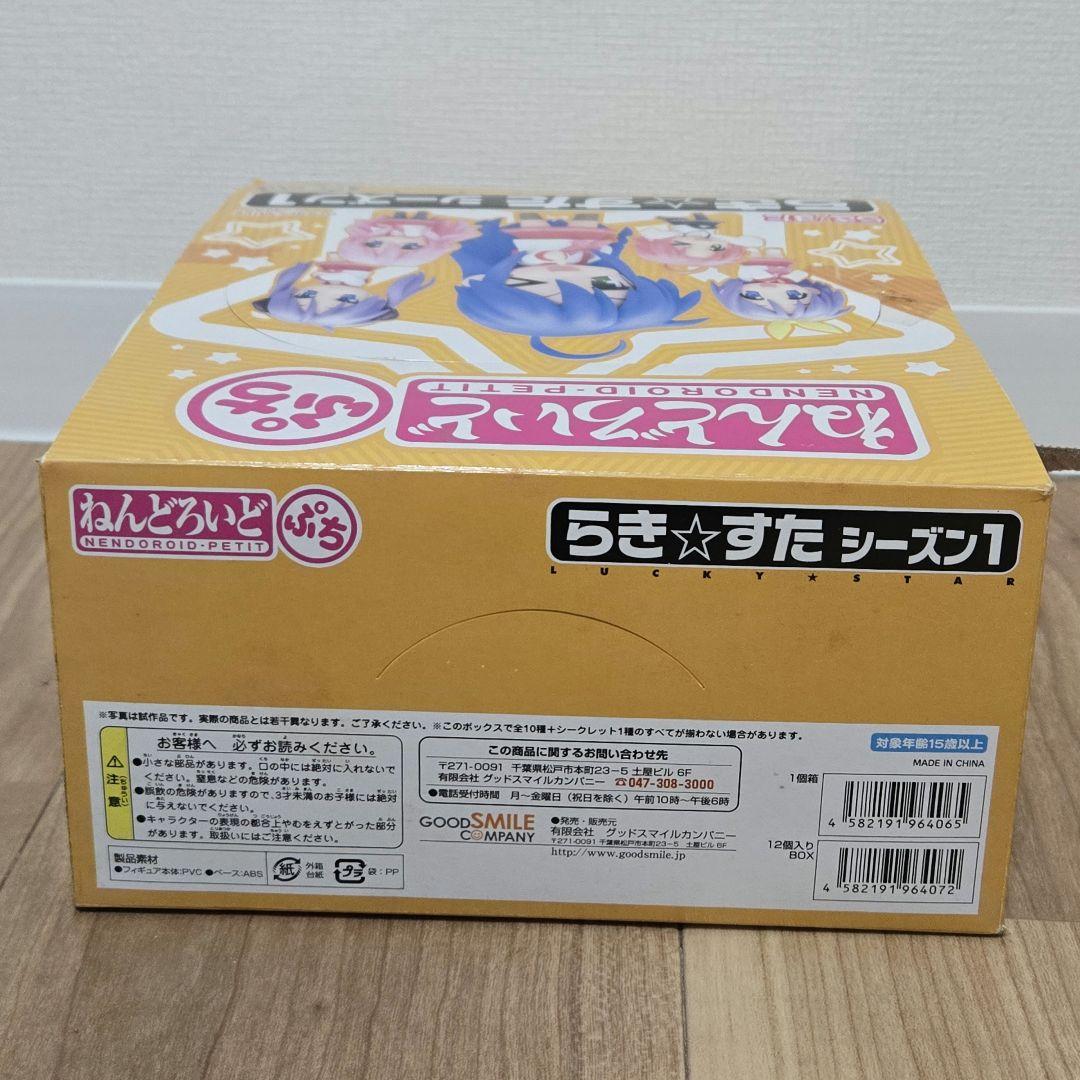 らき☆すた シーズン1
ねんどろいど
NENDOROID・PETIT
ぷち
ねんどろいど
NENDOROID-PETIT
ぷち
らき☆すた シーズン1
LUCKY★STAR
※写真は試作品です。実際の商品とは若干異なります。ご了承ください。※このボックスで全10種+シークレット1種のすべてが揃わない場合があります。
注意
お客様へ 必ずお読みください。
●小さな部品があります。口の中には絶対に入れないで
ください。窒息などの危険があります。
●誤飲の危険がありますので、3才未満のお子様には絶対
に与えないでください。
●キャラクターの表現の都合上やむをえずとがった部分
があります。取扱いにはご注意ください。
製品素材
●フィギュア本体:PVC ●ベース:ABS
紙
外箱
台紙
プラ
袋:PP
この商品に関するお問い合わせ先
〒271-0091 千葉県松戸市本町23-5 土屋ビル 6F
有限会社 グッドスマイルカンパニー ☎047-308-3000
●電話受付時間 月~金曜日(祝日を除く)午前10時~午後6時
GOODSMILE
COMPANY
●発売・販売元
有限会社 グッドスマイルカンパニー
〒271-0091 千葉県松戸市本町23-5 土屋ビル 6F
http://www.goodsmile.jp
対象年齢15歳以上
MADE IN CHINA
1個箱
4 582191 964065
12個入り
BOX
4 582191 964072